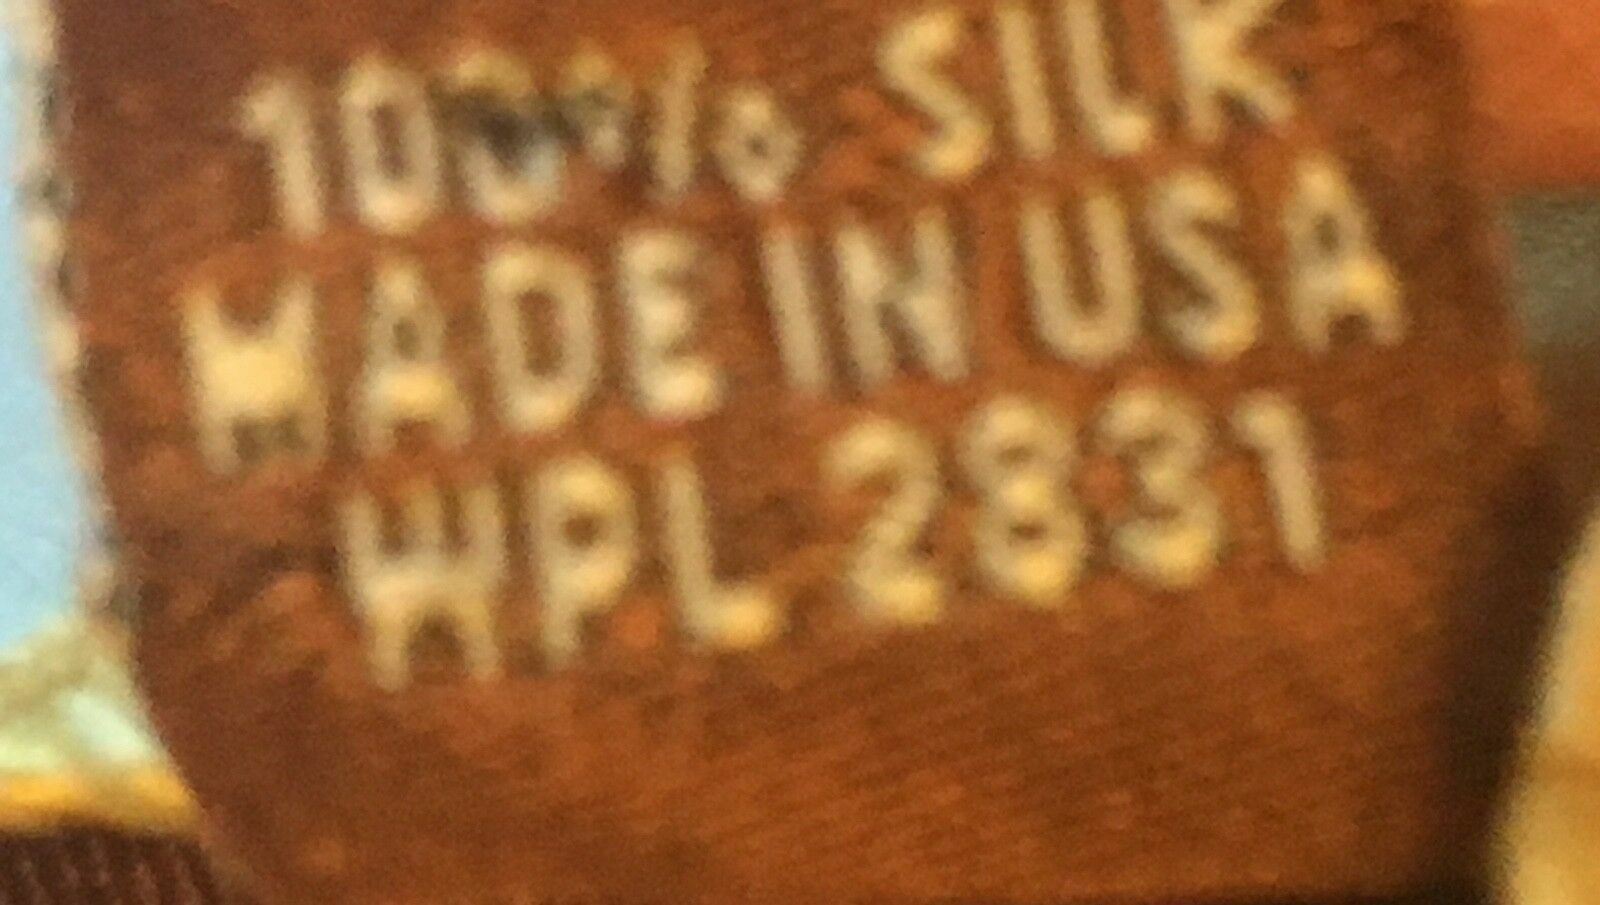 100% SILK
MADE IN USA
WPL 2831